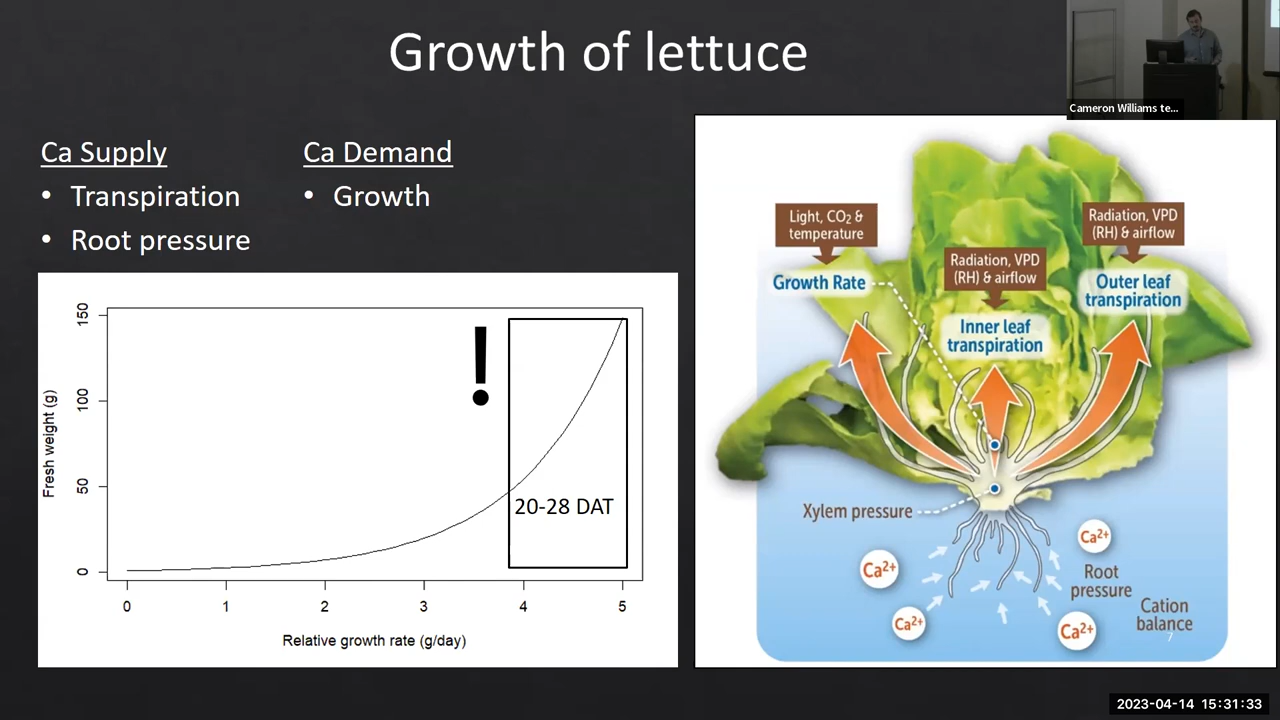 Growth of lettuce
Cameron Williams te...
Ca Supply
• Transpiration
• Root pressure
Ca Demand
• Growth
150
100
50
0
Fresh weight (g)
!
20-28 DAT
0 1 2 3 4 5
Relative growth rate (g/day)
Light, CO₂ &
temperature
Growth Rate
Radiation, VPD
(RH) & airflow
Inner leaf
transpiration
Radiation, VPD
(RH) & airflow
Outer leaf
transpiration
Xylem pressure
Ca²⁺
Ca²⁺
Ca²⁺
Ca²⁺
Root
pressure
Cation
balance
7
2023-04-14 15:31:33